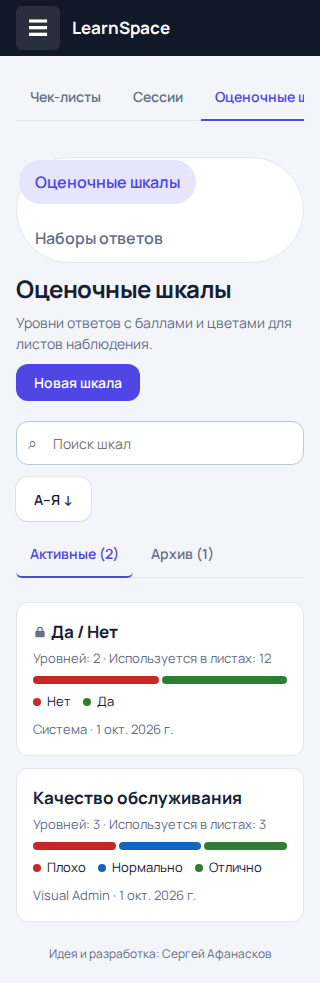 LearnSpace
Чек-листы Сессии Оценочные ш
Оценочные шкалы
Наборы ответов
Оценочные шкалы
Уровни ответов с баллами и цветами для
листов наблюдения.
Новая шкала
Поиск шкал
А–Я ↓
Активные (2) Архив (1)
Да / Нет
Уровней: 2 · Используется в листах: 12
Нет Да
Система · 1 окт. 2026 г.
Качество обслуживания
Уровней: 3 · Используется в листах: 3
Плохо Нормально Отлично
Visual Admin · 1 окт. 2026 г.
Идея и разработка: Сергей Афанасков